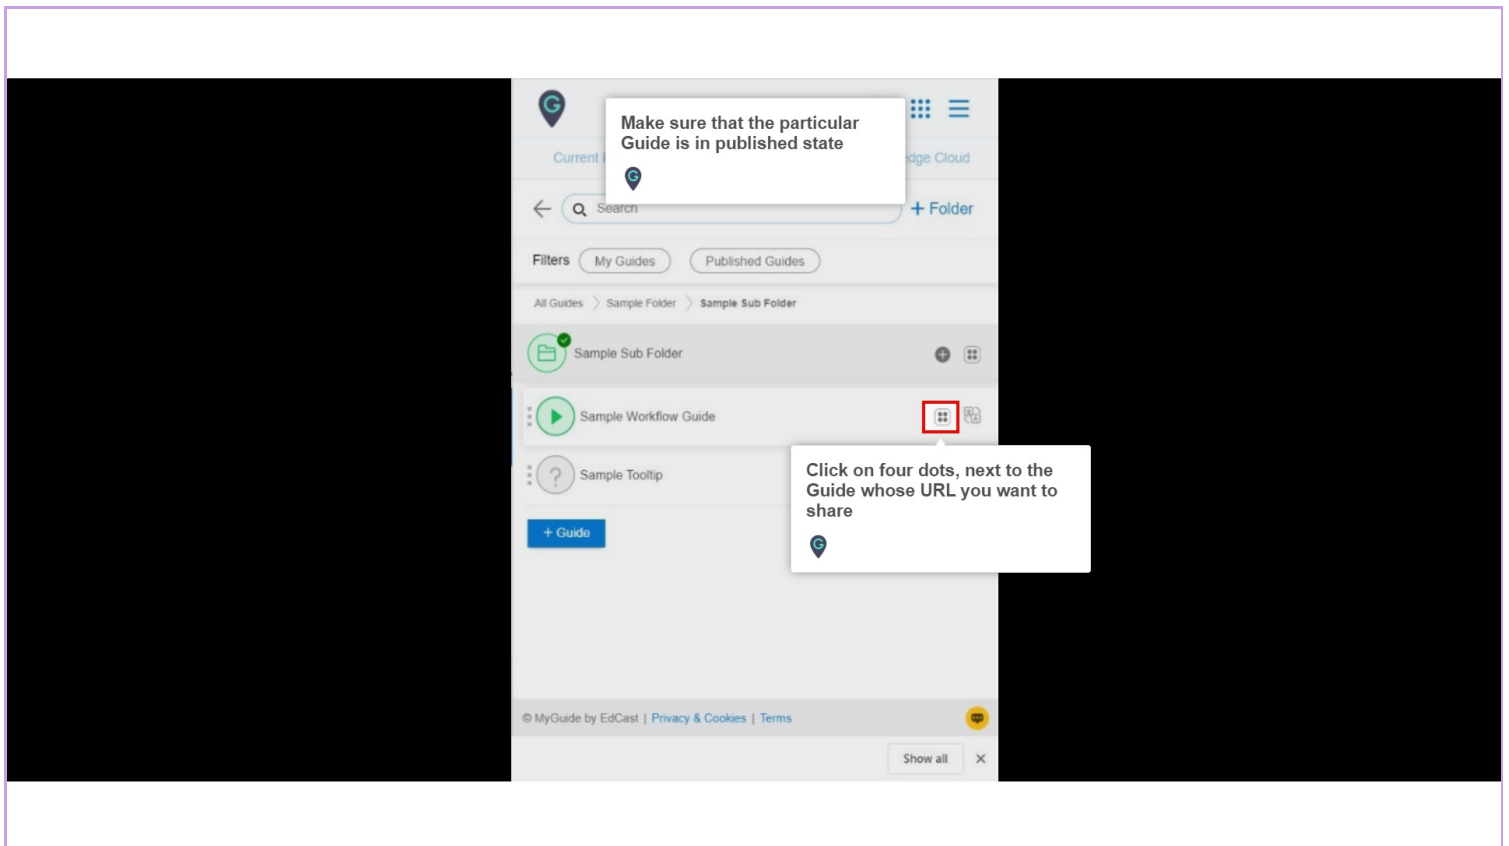 Make sure that the particular
Guide is in published state
Current
dge Cloud
Search
+ Folder
Filters
My Guides
Published Guides
All Guides
Sample Folder
Sample Sub Folder
Sample Sub Folder
Sample Workflow Guide
Sample Tooltip
Click on four dots, next to the
Guide whose URL you want to
share
+ Guide
© MyGuide by EdCast | Privacy & Cookies | Terms
Show all